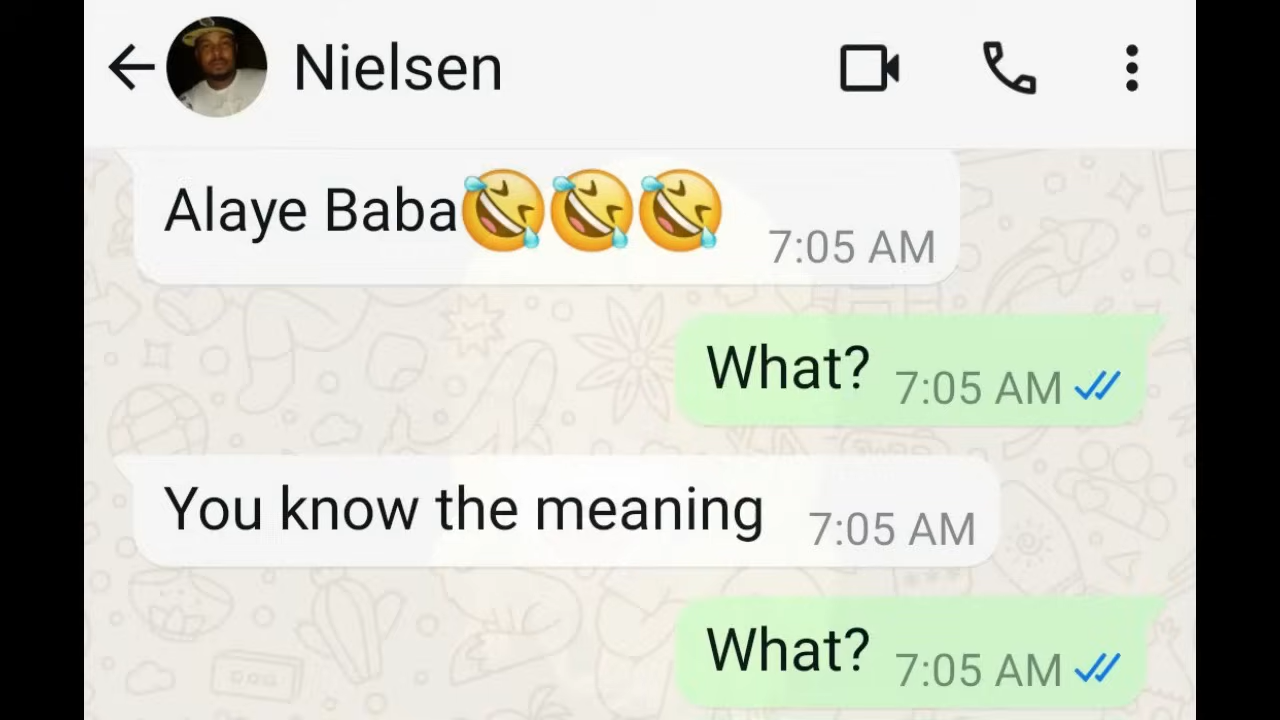 Nielsen
Alaye Baba🤣🤣🤣
7:05 AM
What? 7:05 AM
You know the meaning 7:05 AM
What? 7:05 AM